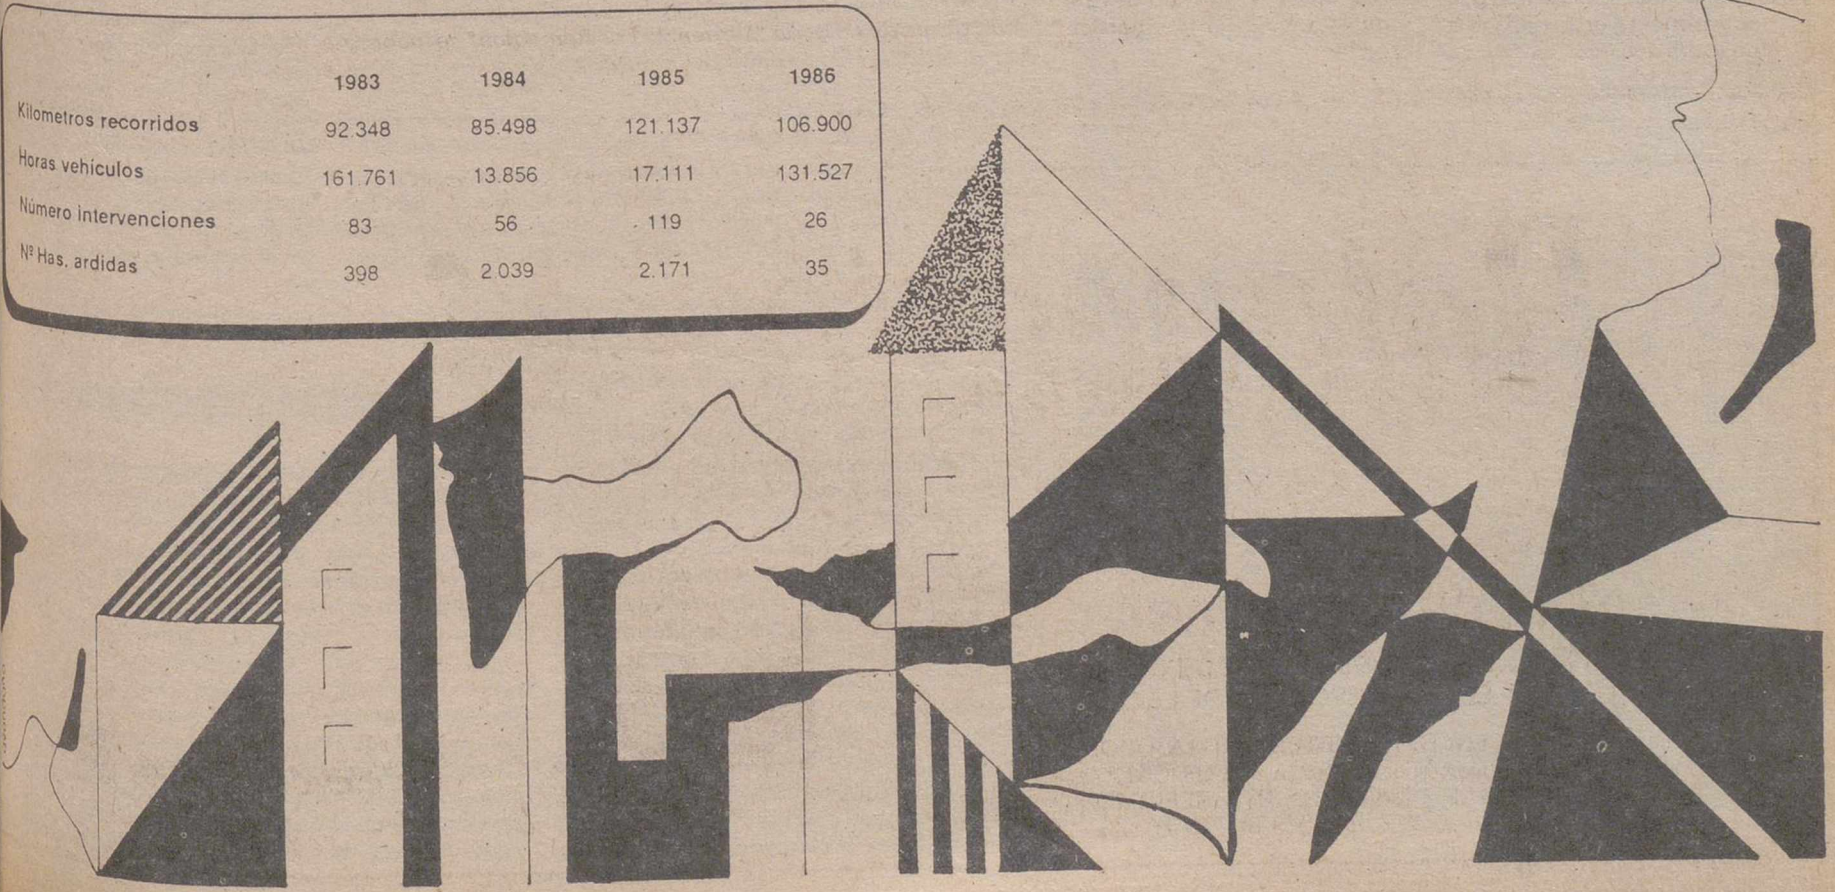 1983 1984 1985 1986
Kilometros recorridos 92.348 85.498 121.137 106.900
Horas vehículos 161.761 13.856 17.111 131.527
Número intervenciones 83 56 119 26
Nº Has. ardidas 398 2.039 2.171 35